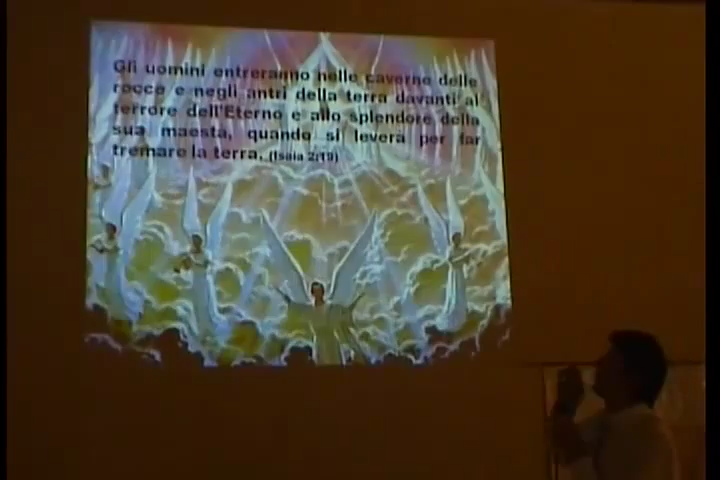 Gli uomini entreranno nelle caverne delle
rocce e negli antri della terra davanti al
terrore dell'Eterno e allo splendore della
sua maesta, quando si leverà per far
tremare la terra. (Isaia 2:19)